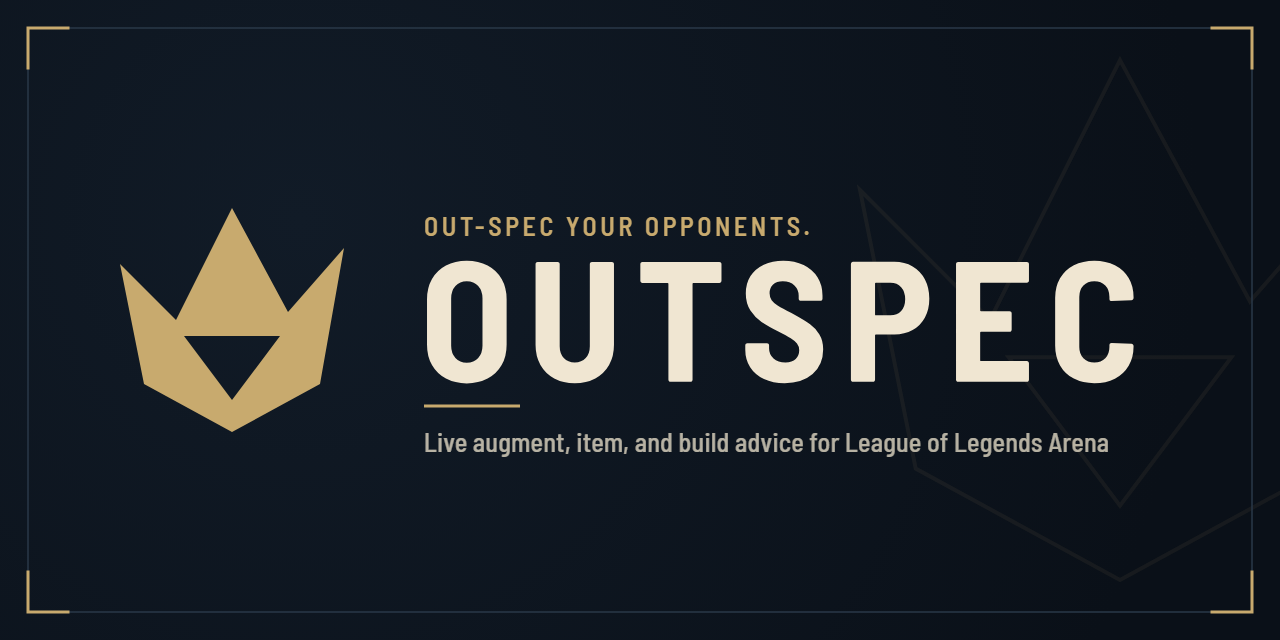 OUT-SPEC YOUR OPPONENTS.
OUTSPEC
Live augment, item, and build advice for League of Legends Arena